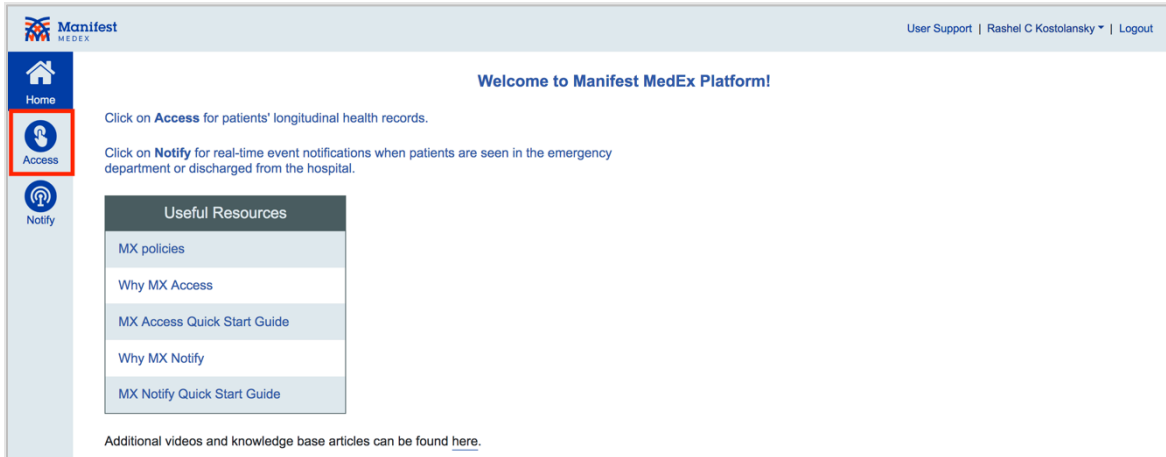 Manifest
MEDEX
User Support | Rashel C Kostolansky | Logout
Home
Access
Notify
Welcome to Manifest MedEx Platform!
Click on Access for patients' longitudinal health records.
Click on Notify for real-time event notifications when patients are seen in the emergency
department or discharged from the hospital.
Useful Resources
MX policies
Why MX Access
MX Access Quick Start Guide
Why MX Notify
MX Notify Quick Start Guide
Additional videos and knowledge base articles can be found here.